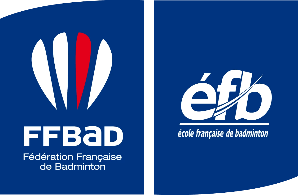 FFBaD
Fédération Française
de Badminton
éfb
école française de badminton